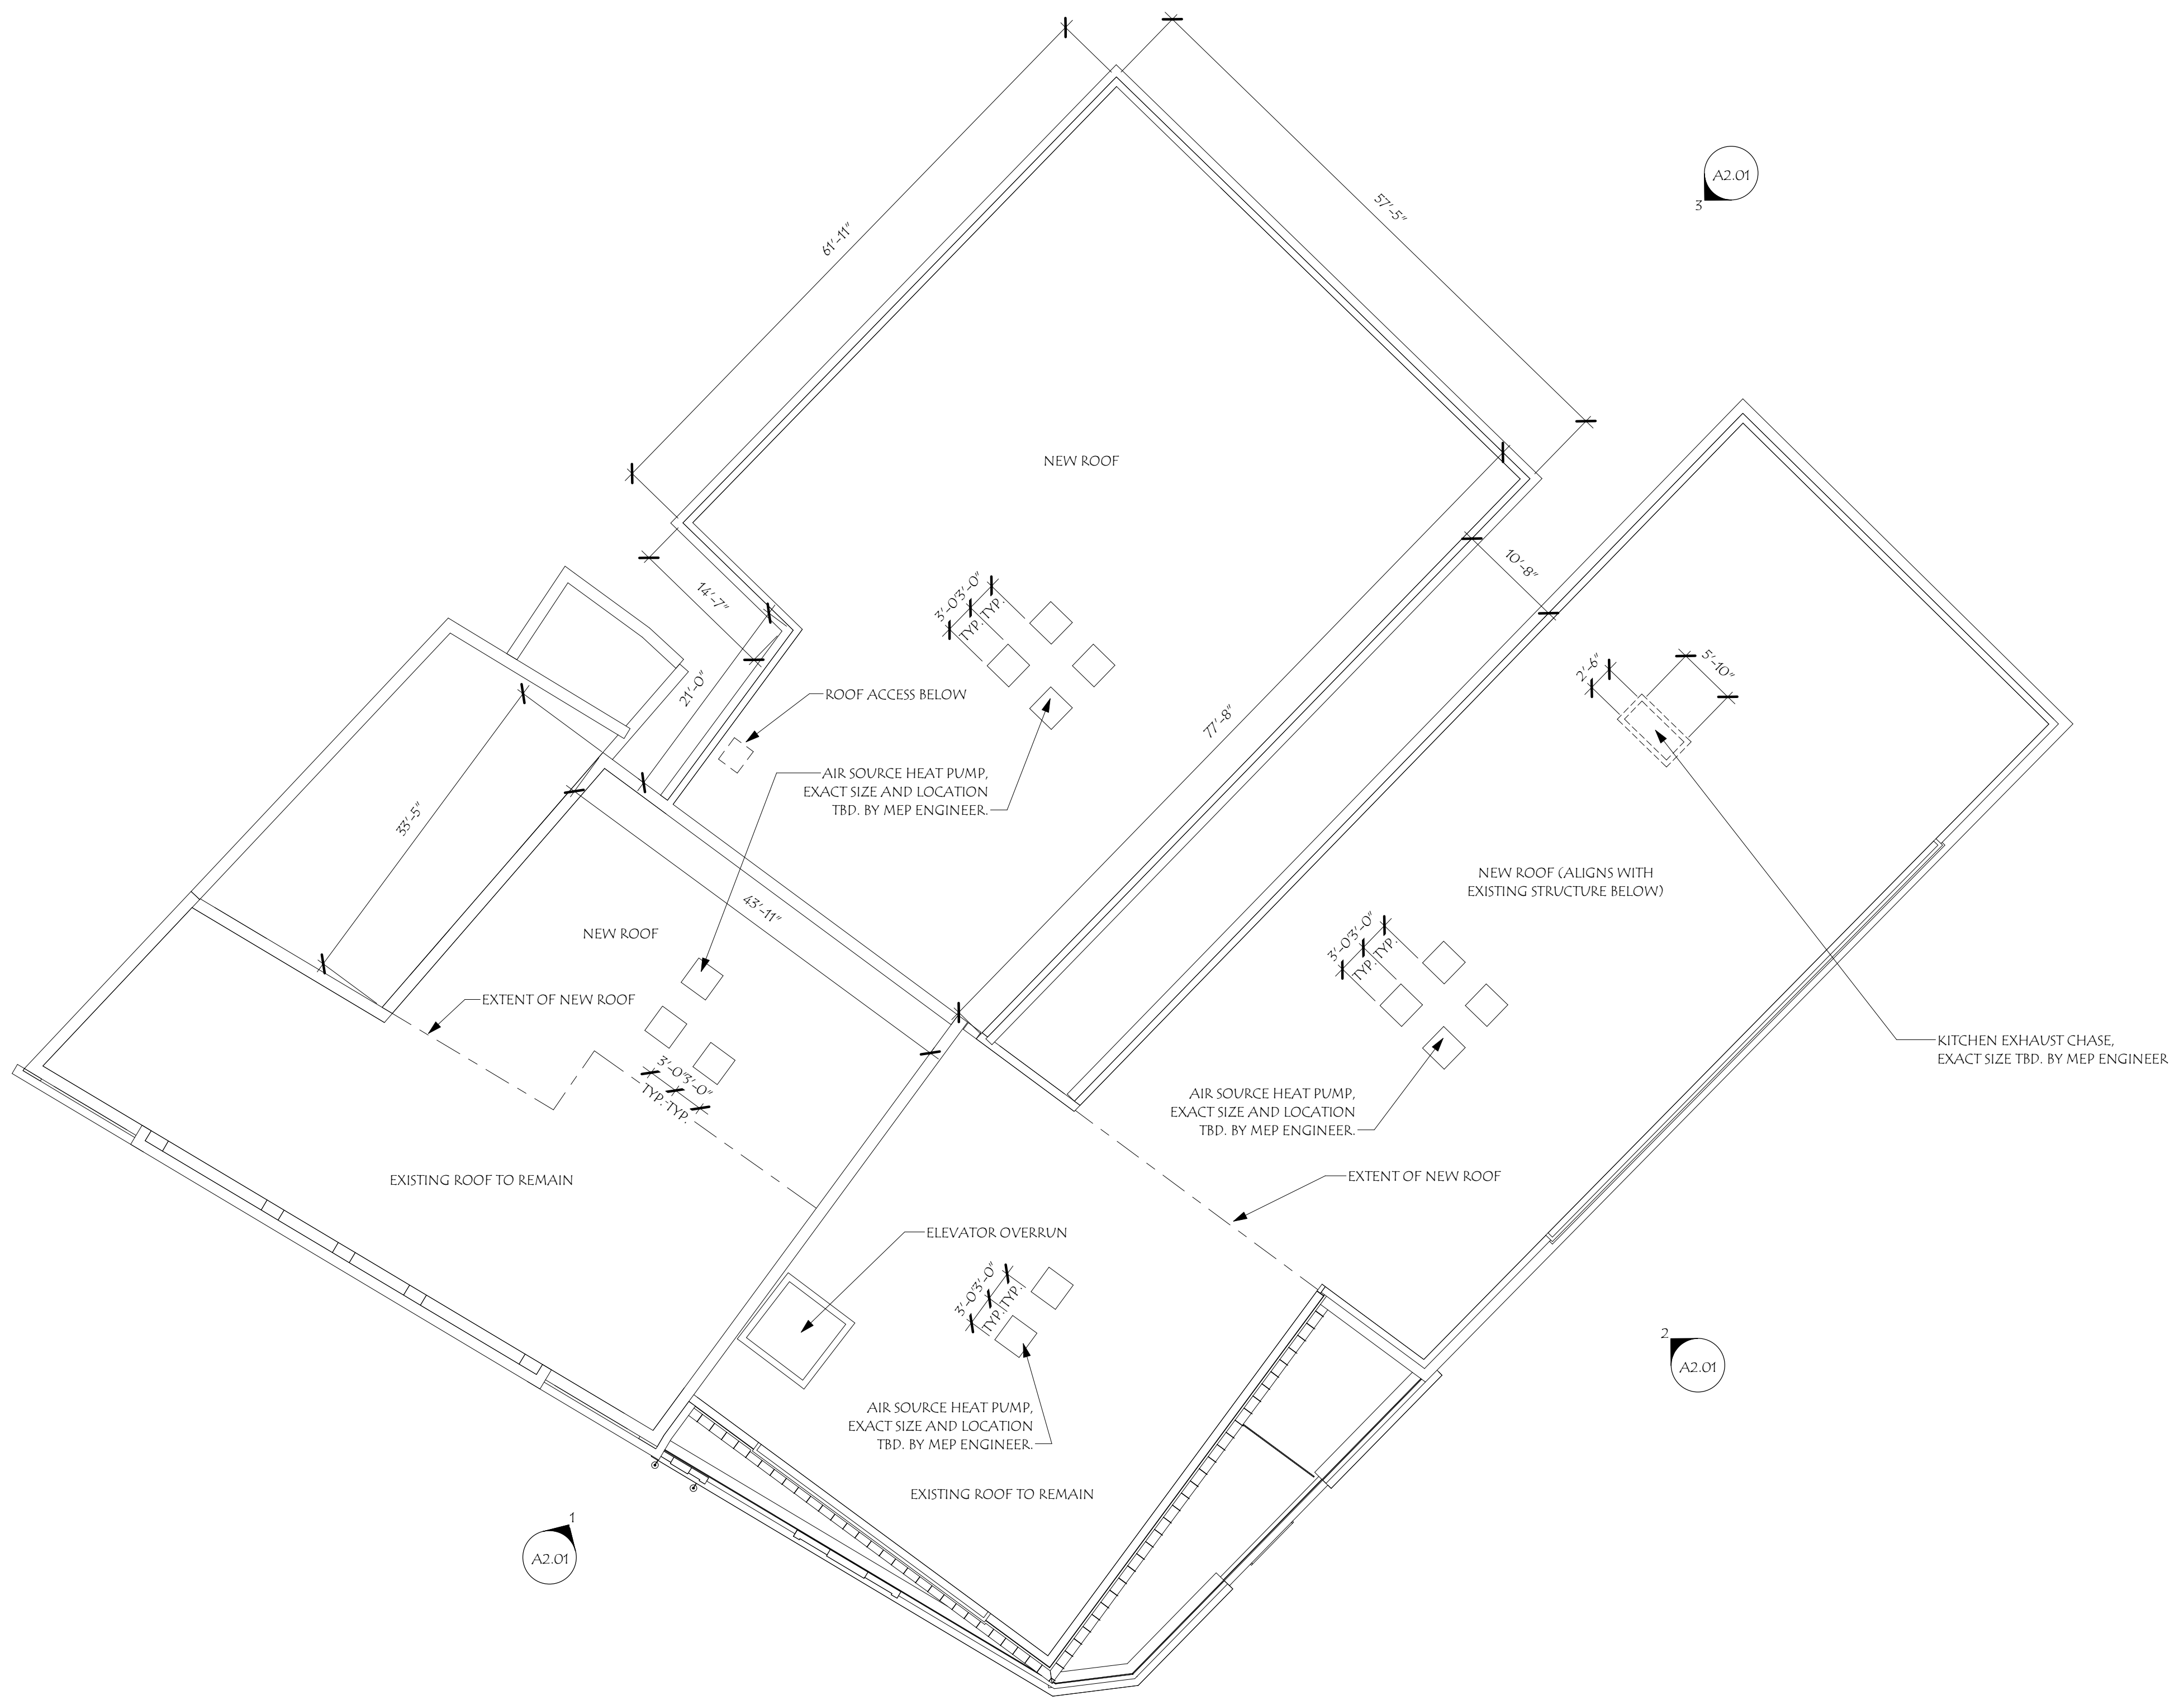 61'-11"
57'-5"
A2.01
3
NEW ROOF
14'-7"
21'-0"
3'-0"
3'-0"
TYP.
TYP.
10'-8"
77'-8"
2'-6"
5'-10"
ROOF ACCESS BELOW
AIR SOURCE HEAT PUMP,
EXACT SIZE AND LOCATION
TBD. BY MEP ENGINEER.
33'-5"
43'-11"
NEW ROOF
NEW ROOF (ALIGNS WITH
EXISTING STRUCTURE BELOW)
3'-0"
3'-0"
TYP.
TYP.
EXTENT OF NEW ROOF
KITCHEN EXHAUST CHASE,
EXACT SIZE TBD. BY MEP ENGINEER
3'-0"
3'-0"
TYP.
TYP.
AIR SOURCE HEAT PUMP,
EXACT SIZE AND LOCATION
TBD. BY MEP ENGINEER.
EXISTING ROOF TO REMAIN
EXTENT OF NEW ROOF
ELEVATOR OVERRUN
3'-0"
3'-0"
TYP.
TYP.
2
A2.01
AIR SOURCE HEAT PUMP,
EXACT SIZE AND LOCATION
TBD. BY MEP ENGINEER.
EXISTING ROOF TO REMAIN
1
A2.01